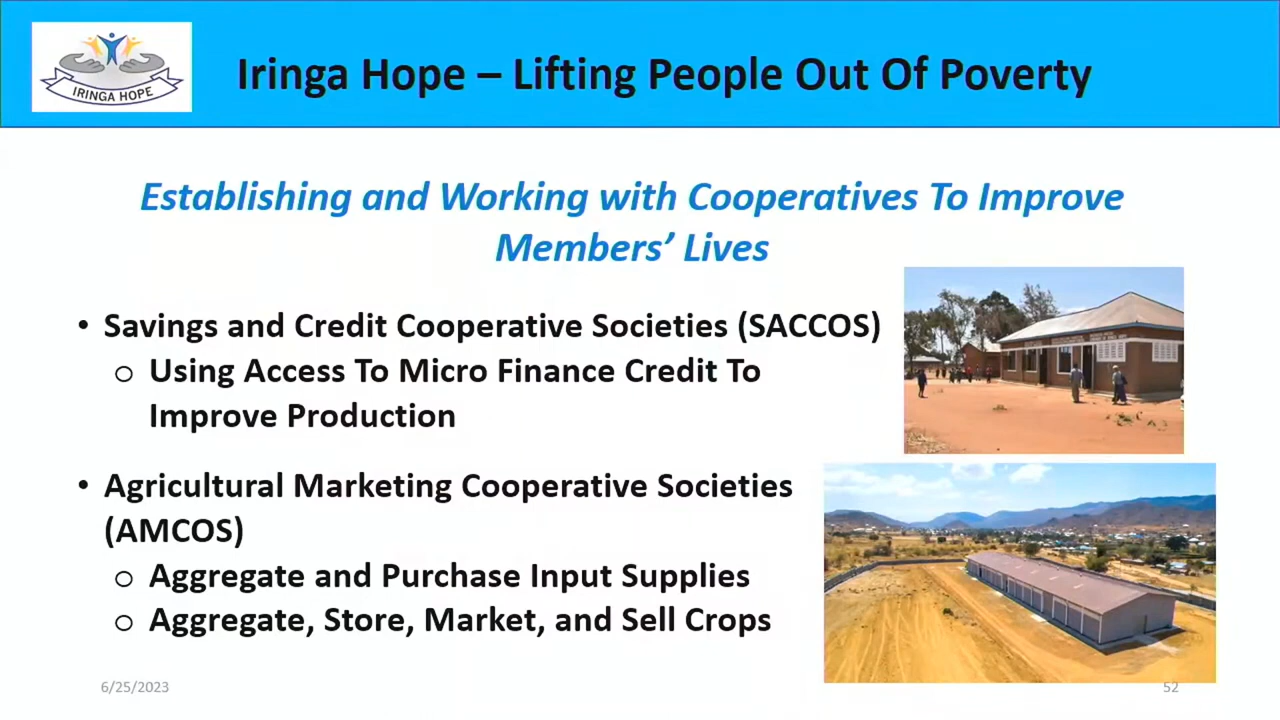 IRINGA HOPE
Iringa Hope – Lifting People Out Of Poverty
Establishing and Working with Cooperatives To Improve
Members’ Lives
• Savings and Credit Cooperative Societies (SACCOS)
o Using Access To Micro Finance Credit To
Improve Production
• Agricultural Marketing Cooperative Societies
(AMCOS)
o Aggregate and Purchase Input Supplies
o Aggregate, Store, Market, and Sell Crops
6/25/2023
52